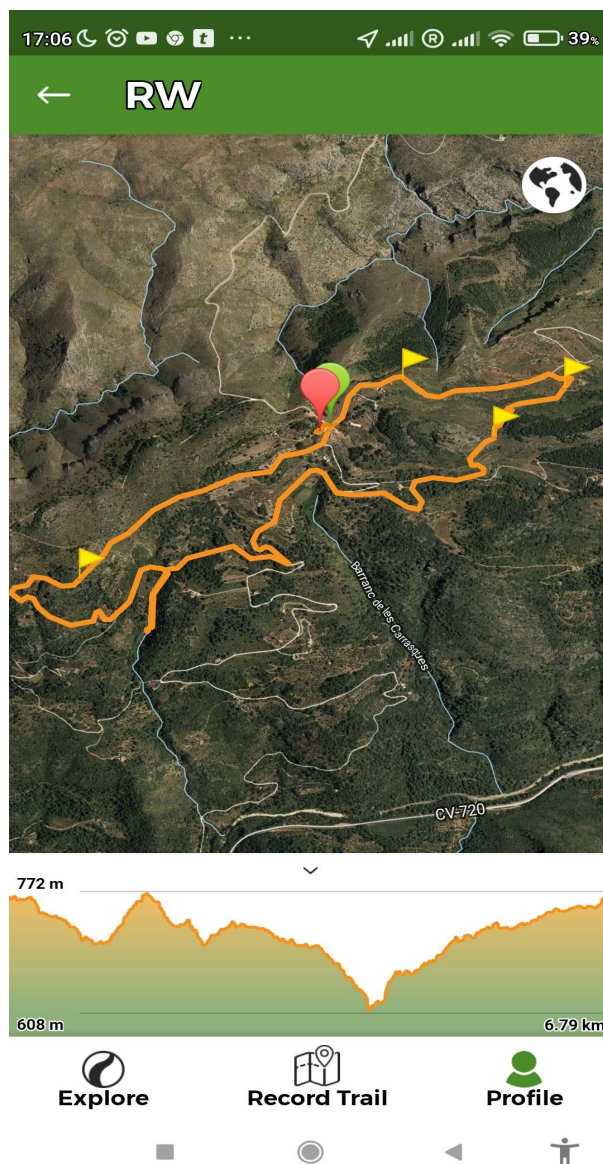 17:06 t ... R 39%
RW
Barranc de les Carrasques
CV-720
772 m
608 m 6.79 km
Explore Record Trail Profile